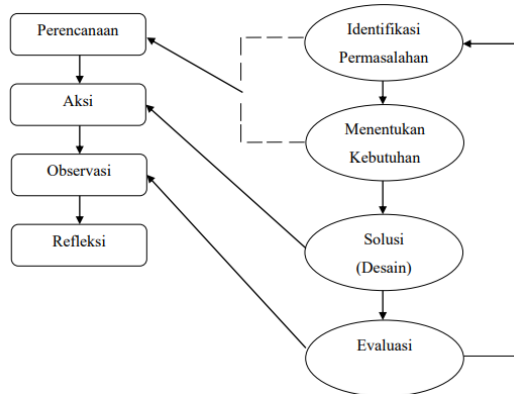 Perencanaan
Aksi
Observasi
Refleksi
Identifikasi
Permasalahan
Menentukan
Kebutuhan
Solusi
(Desain)
Evaluasi